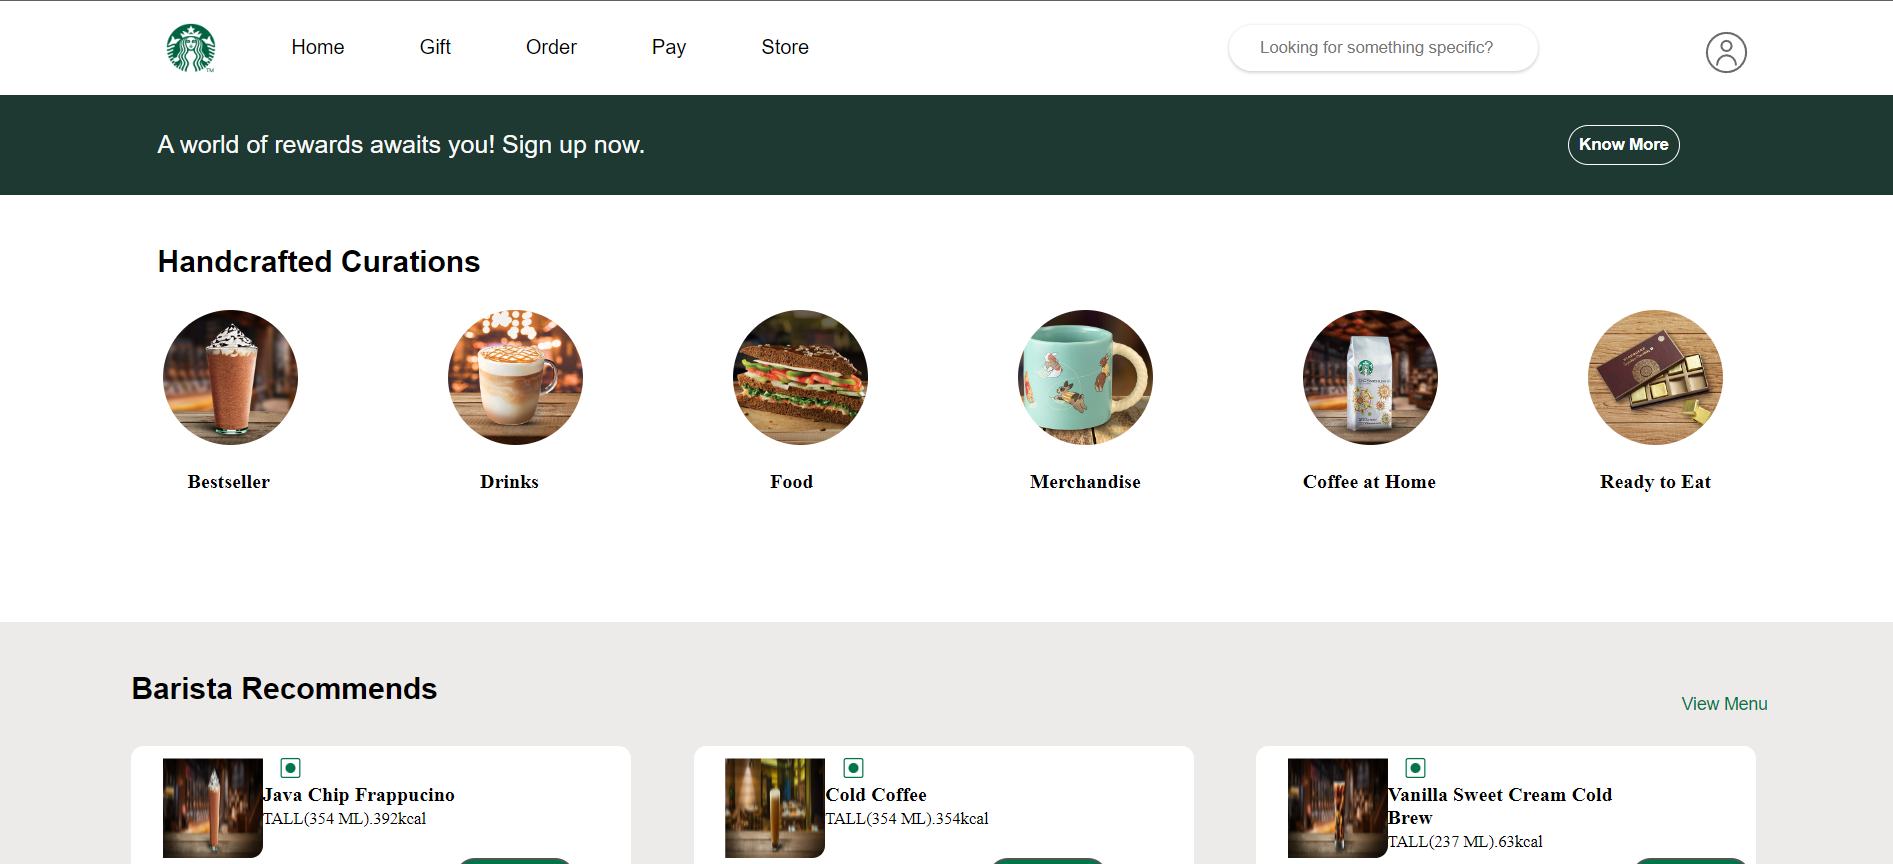 Home Gift Order Pay Store Looking for something specific?
A world of rewards awaits you! Sign up now. Know More
Handcrafted Curations
Bestseller Drinks Food Merchandise Coffee at Home Ready to Eat
Barista Recommends
View Menu
Java Chip Frappucino
TALL(354 ML).392kcal
Cold Coffee
TALL(354 ML).354kcal
Vanilla Sweet Cream Cold
Brew
TALL(237 ML).63kcal